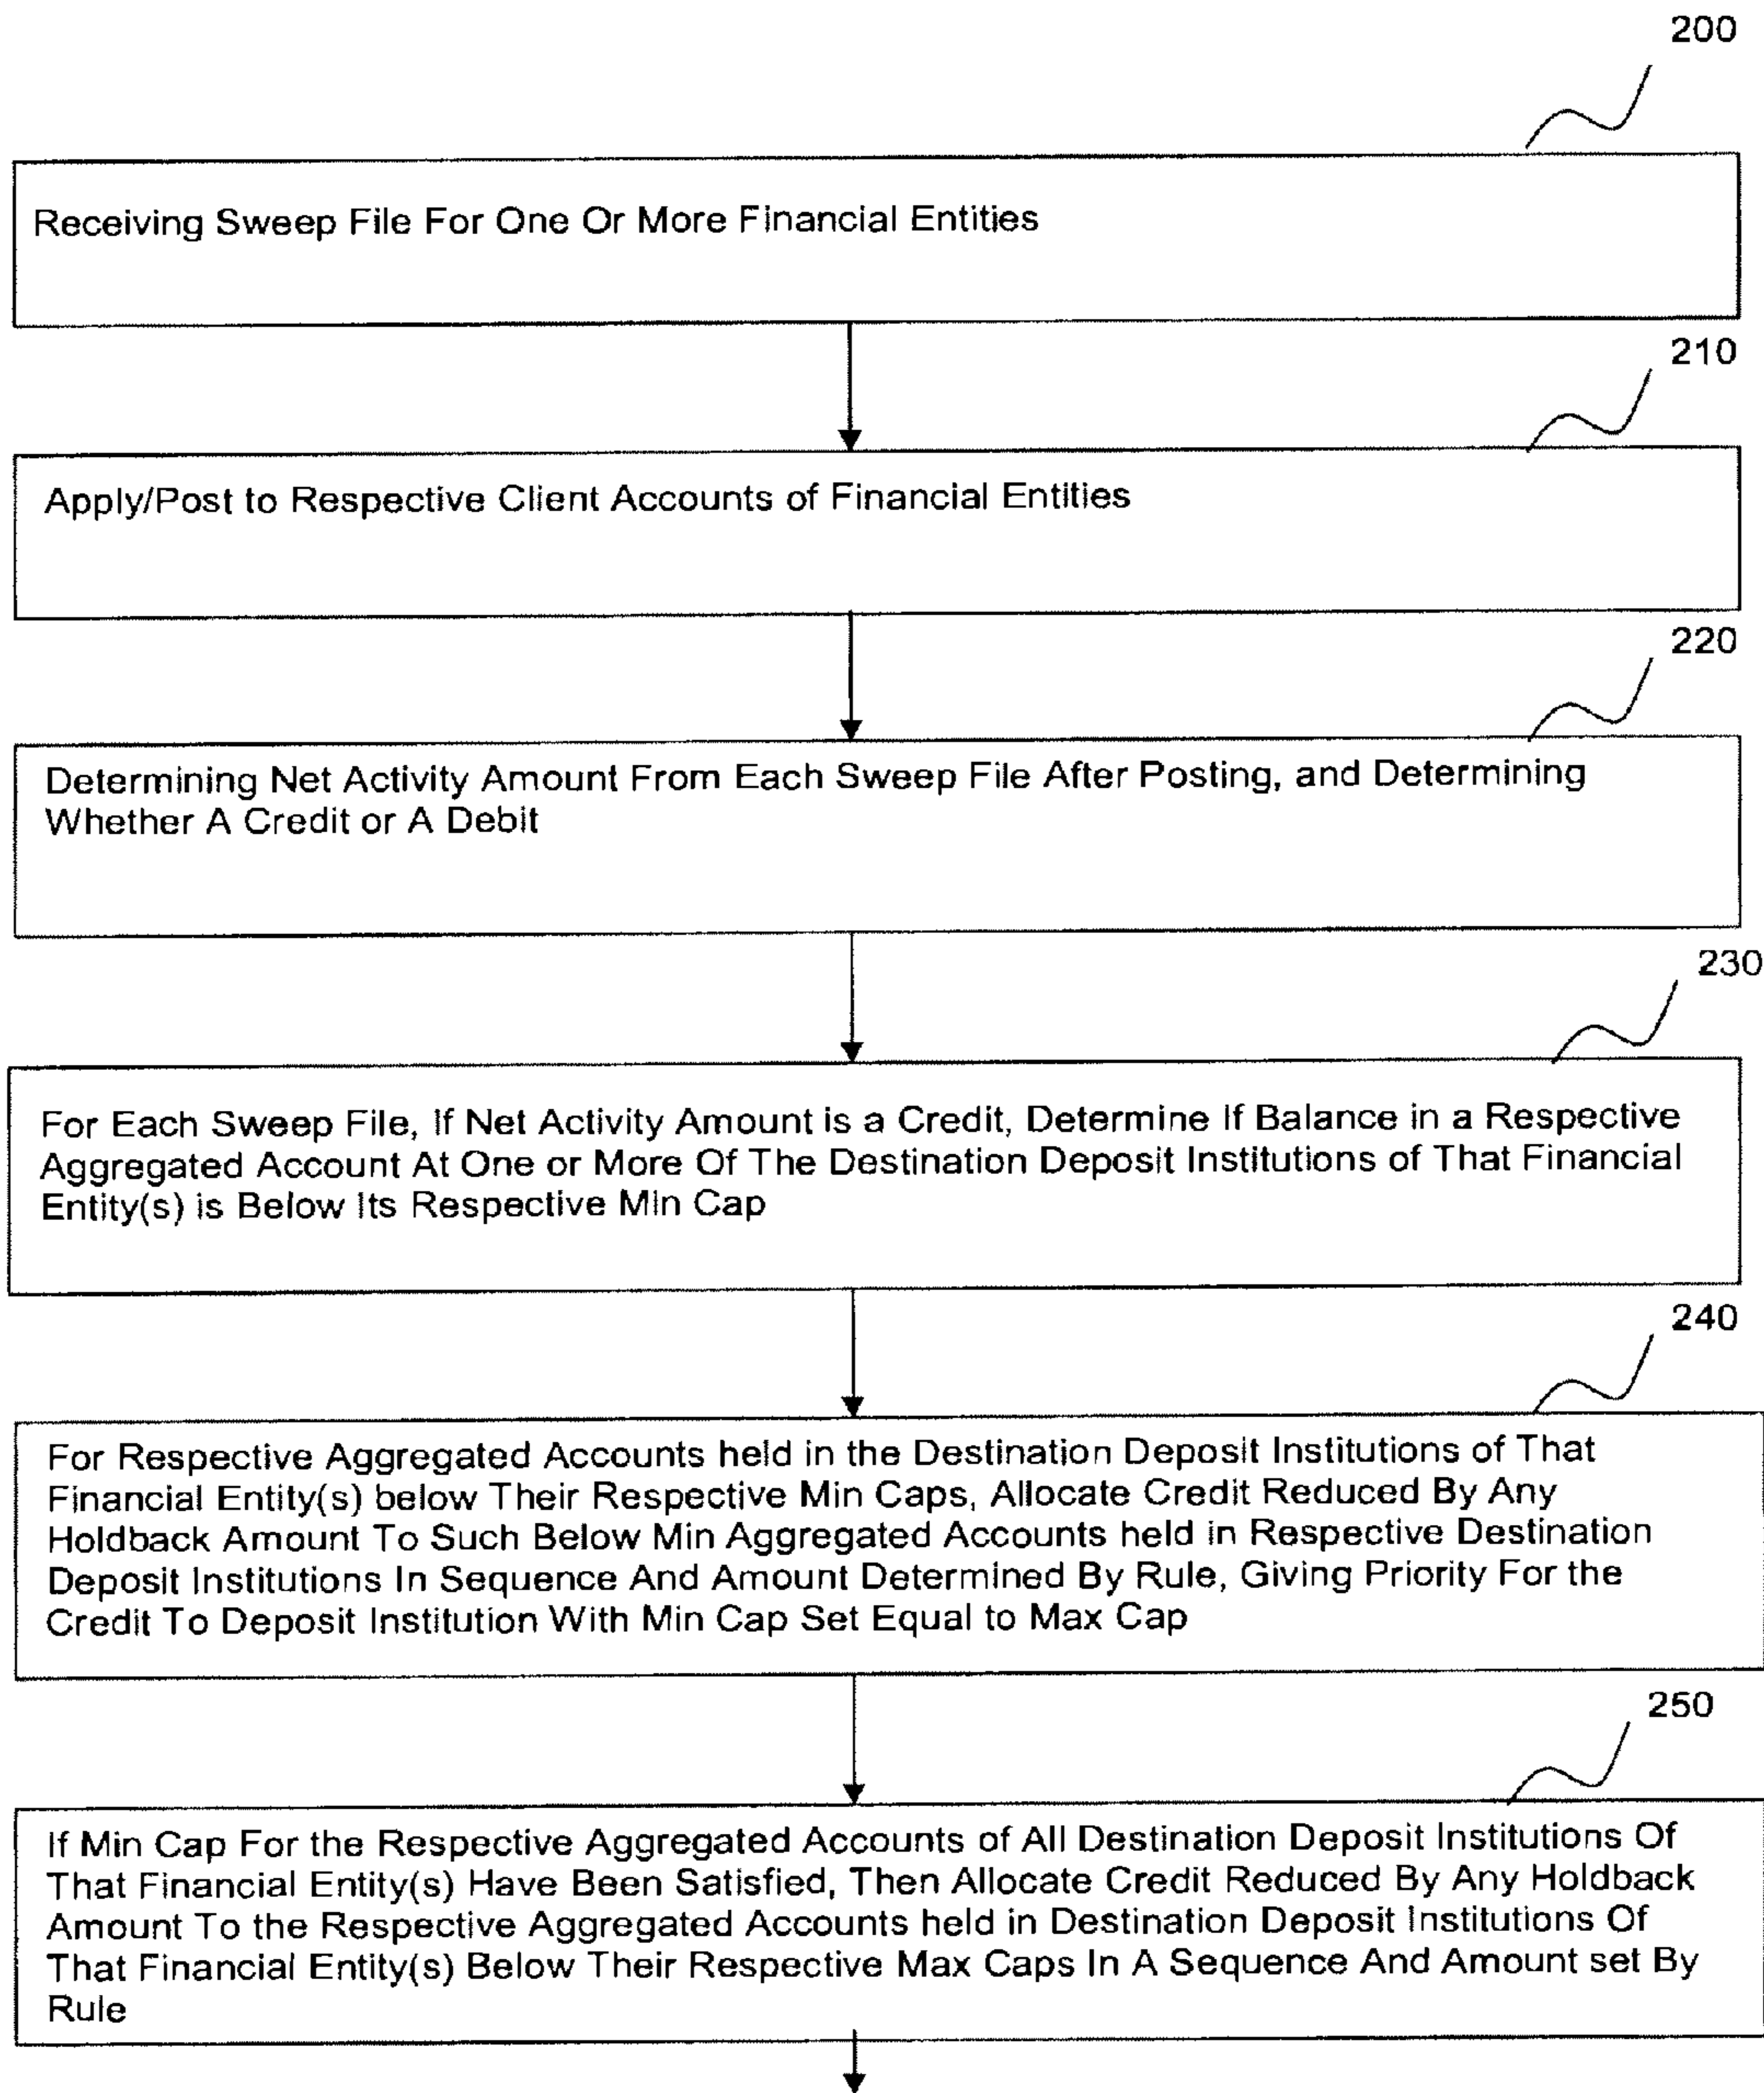 200
Receiving Sweep File For One Or More Financial Entities
210
Apply/Post to Respective Client Accounts of Financial Entities
220
Determining Net Activity Amount From Each Sweep File After Posting, and Determining
Whether A Credit or A Debit
230
For Each Sweep File, If Net Activity Amount is a Credit, Determine If Balance in a Respective
Aggregated Account At One or More Of The Destination Deposit Institutions of That Financial
Entity(s) is Below Its Respective Min Cap
240
For Respective Aggregated Accounts held in the Destination Deposit Institutions of That
Financial Entity(s) below Their Respective Min Caps, Allocate Credit Reduced By Any
Holdback Amount To Such Below Min Aggregated Accounts held in Respective Destination
Deposit Institutions In Sequence And Amount Determined By Rule, Giving Priority For the
Credit To Deposit Institution With Min Cap Set Equal to Max Cap
250
If Min Cap For the Respective Aggregated Accounts of All Destination Deposit Institutions Of
That Financial Entity(s) Have Been Satisfied, Then Allocate Credit Reduced By Any Holdback
Amount To the Respective Aggregated Accounts held in Destination Deposit Institutions Of
That Financial Entity(s) Below Their Respective Max Caps In A Sequence And Amount set By
Rule